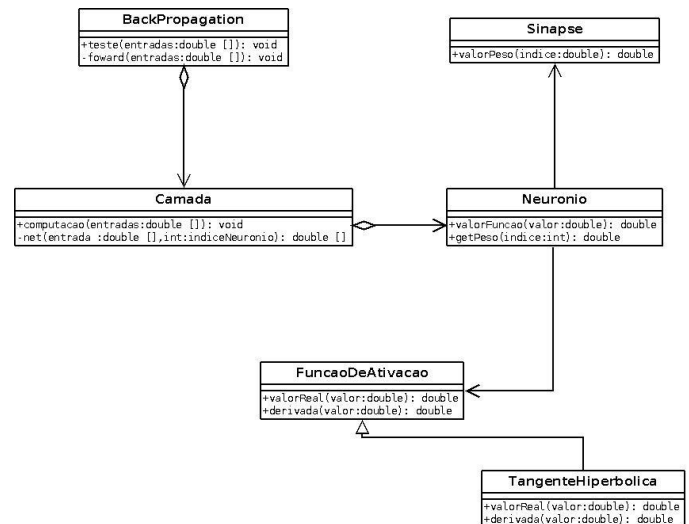 BackPropagation
+teste(entradas:double []): void
-foward(entradas:double []): void
Sinapse
+valorPeso(indice:double): double
Camada
+computacao(entradas:double []): void
-net(entrada :double [],int:indiceNeuronio): double []
Neuronio
+valorFuncao(valor:double): double
+getPeso(indice:int): double
FuncaoDeAtivacao
+valorReal(valor:double): double
+derivada(valor:double): double
TangenteHiperbolica
+valorReal(valor:double): double
+derivada(valor:double): double